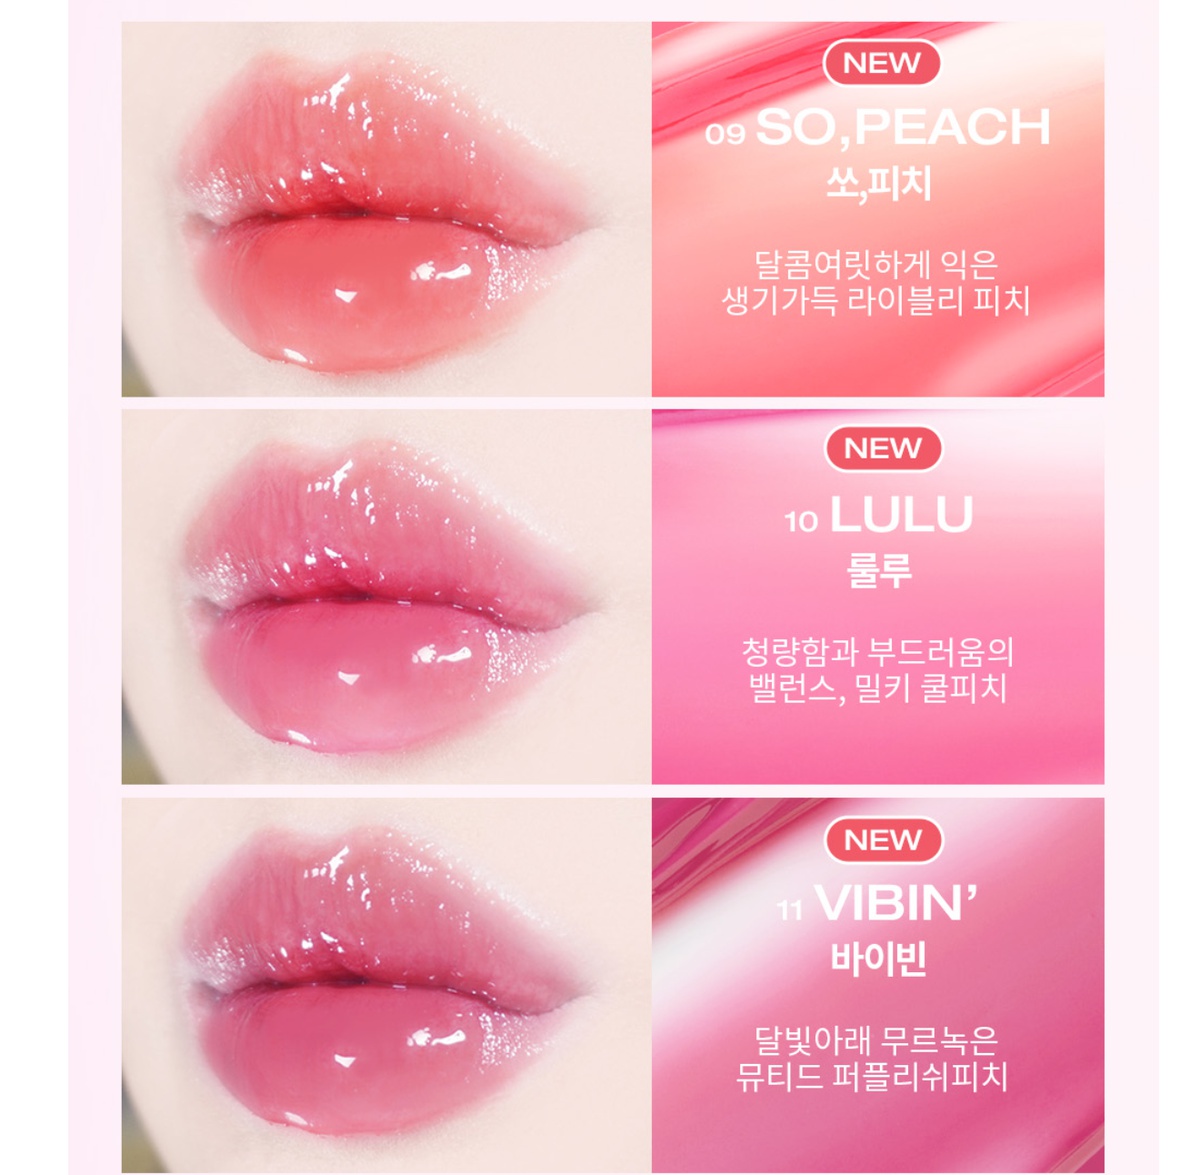 NEW
09 SO,PEACH
쏘,피치
달콤여릿하게 익은
생기가득 라이블리 피치
NEW
10 LULU
룰루
청량함과 부드러움의
밸런스, 밀키 쿨피치
NEW
11 VIBIN’
바이빈
달빛아래 무르녹은
뮤티드 퍼플리쉬피치